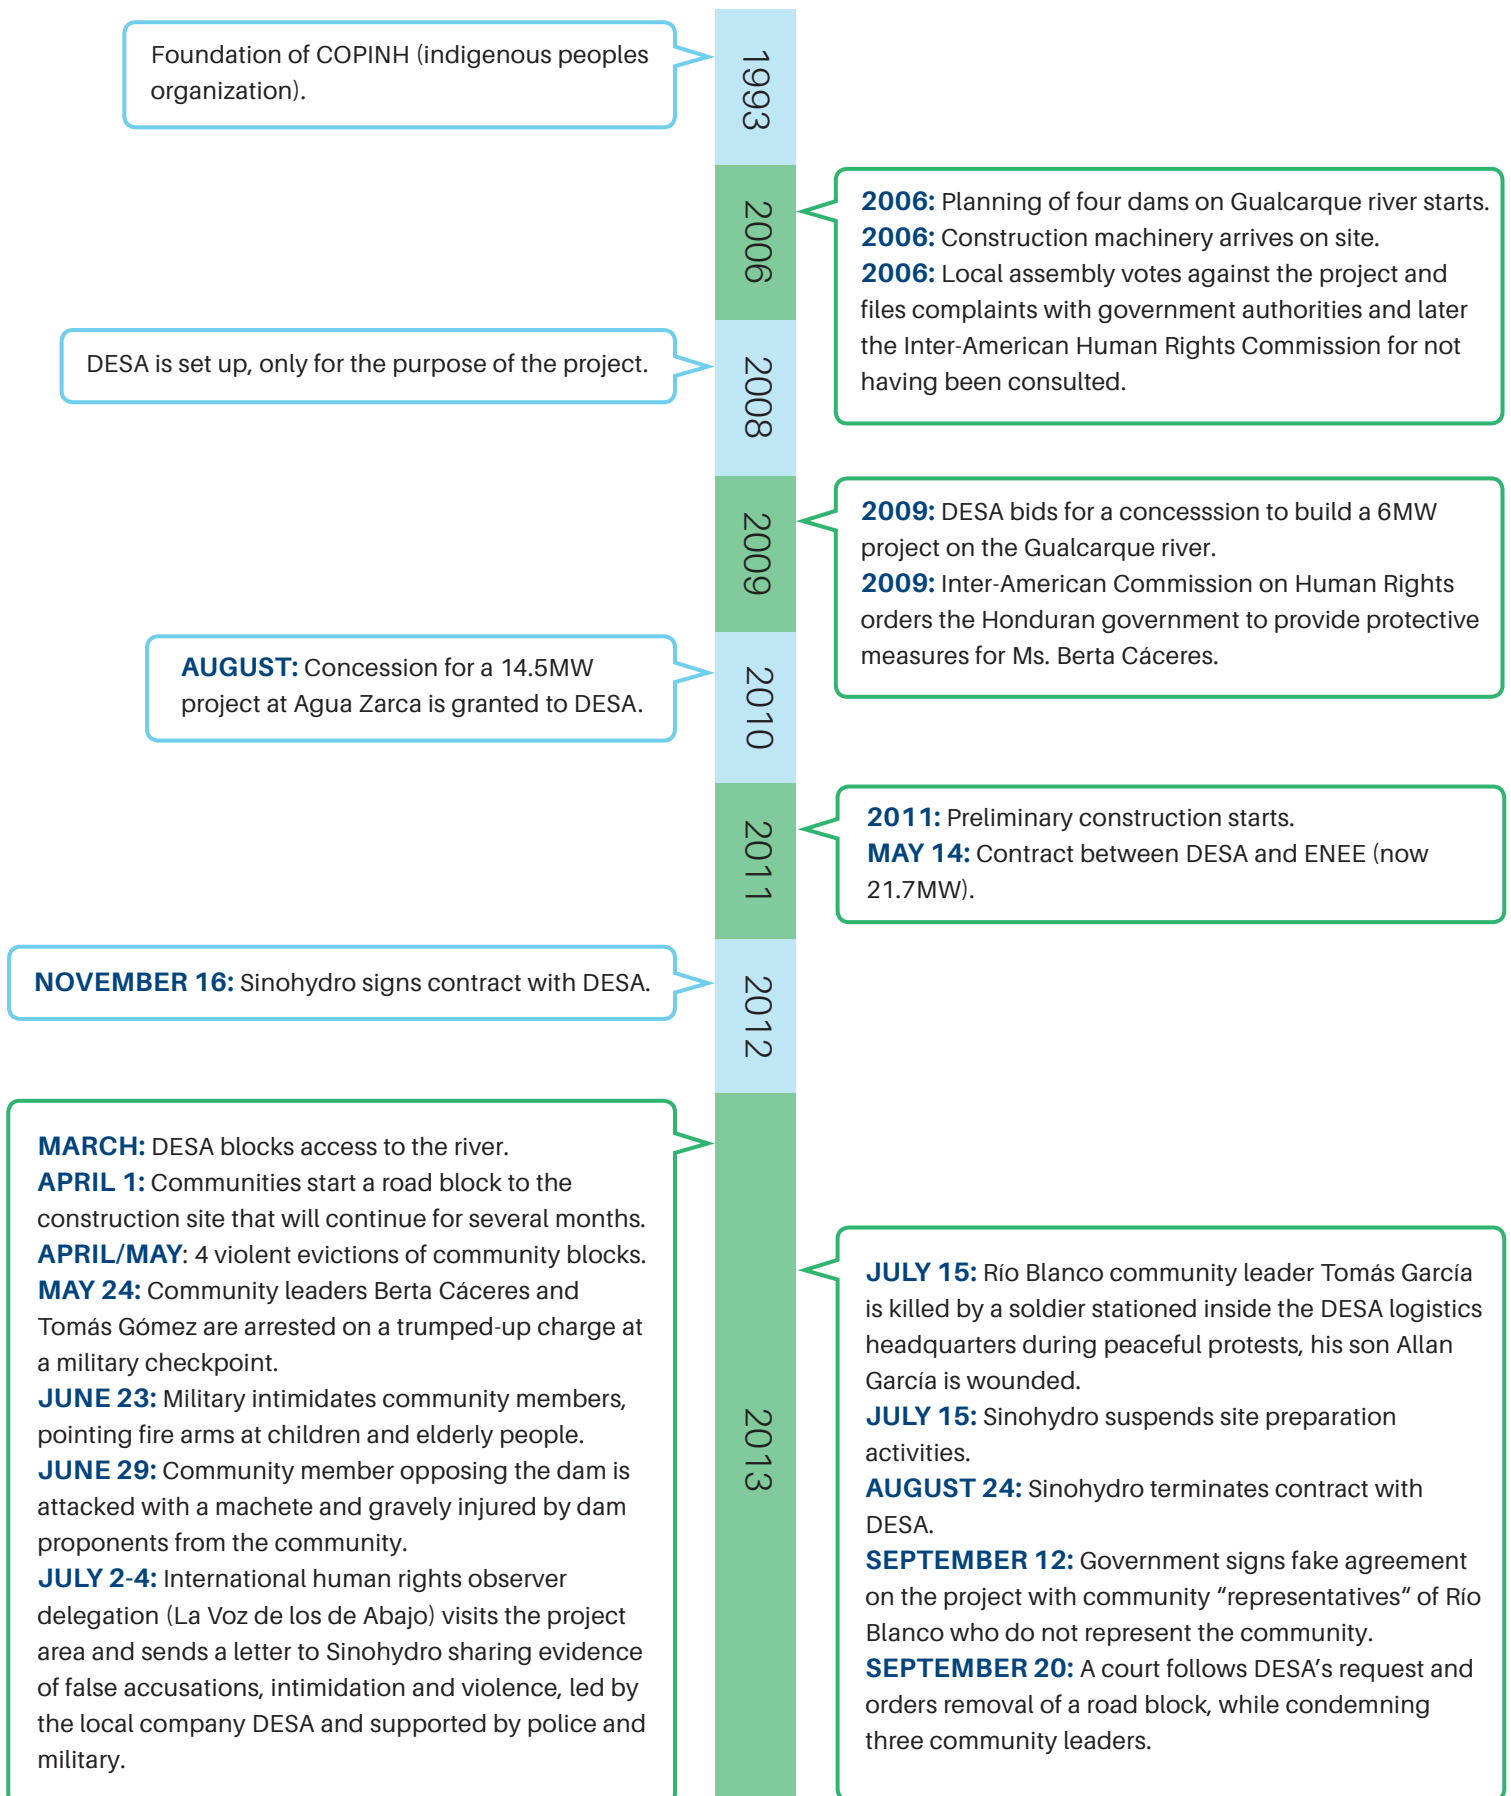 Foundation of COPINH (indigenous peoples
organization).
1993
2006
2006: Planning of four dams on Gualcarque river starts.
2006: Construction machinery arrives on site.
2006: Local assembly votes against the project and
files complaints with government authorities and later
the Inter-American Human Rights Commission for not
having been consulted.
DESA is set up, only for the purpose of the project.
2008
2009
2009: DESA bids for a concesssion to build a 6MW
project on the Gualcarque river.
2009: Inter-American Commission on Human Rights
orders the Honduran government to provide protective
measures for Ms. Berta Cáceres.
AUGUST: Concession for a 14.5MW
project at Agua Zarca is granted to DESA.
2010
2011
2011: Preliminary construction starts.
MAY 14: Contract between DESA and ENEE (now
21.7MW).
NOVEMBER 16: Sinohydro signs contract with DESA.
2012
MARCH: DESA blocks access to the river.
APRIL 1: Communities start a road block to the
construction site that will continue for several months.
APRIL/MAY: 4 violent evictions of community blocks.
MAY 24: Community leaders Berta Cáceres and
Tomás Gómez are arrested on a trumped-up charge at
a military checkpoint.
JUNE 23: Military intimidates community members,
pointing fire arms at children and elderly people.
JUNE 29: Community member opposing the dam is
attacked with a machete and gravely injured by dam
proponents from the community.
JULY 2-4: International human rights observer
delegation (La Voz de los de Abajo) visits the project
area and sends a letter to Sinohydro sharing evidence
of false accusations, intimidation and violence, led by
the local company DESA and supported by police and
military.
2013
JULY 15: Río Blanco community leader Tomás García
is killed by a soldier stationed inside the DESA logistics
headquarters during peaceful protests, his son Allan
García is wounded.
JULY 15: Sinohydro suspends site preparation
activities.
AUGUST 24: Sinohydro terminates contract with
DESA.
SEPTEMBER 12: Government signs fake agreement
on the project with community “representatives“ of Río
Blanco who do not represent the community.
SEPTEMBER 20: A court follows DESA’s request and
orders removal of a road block, while condemning
three community leaders.